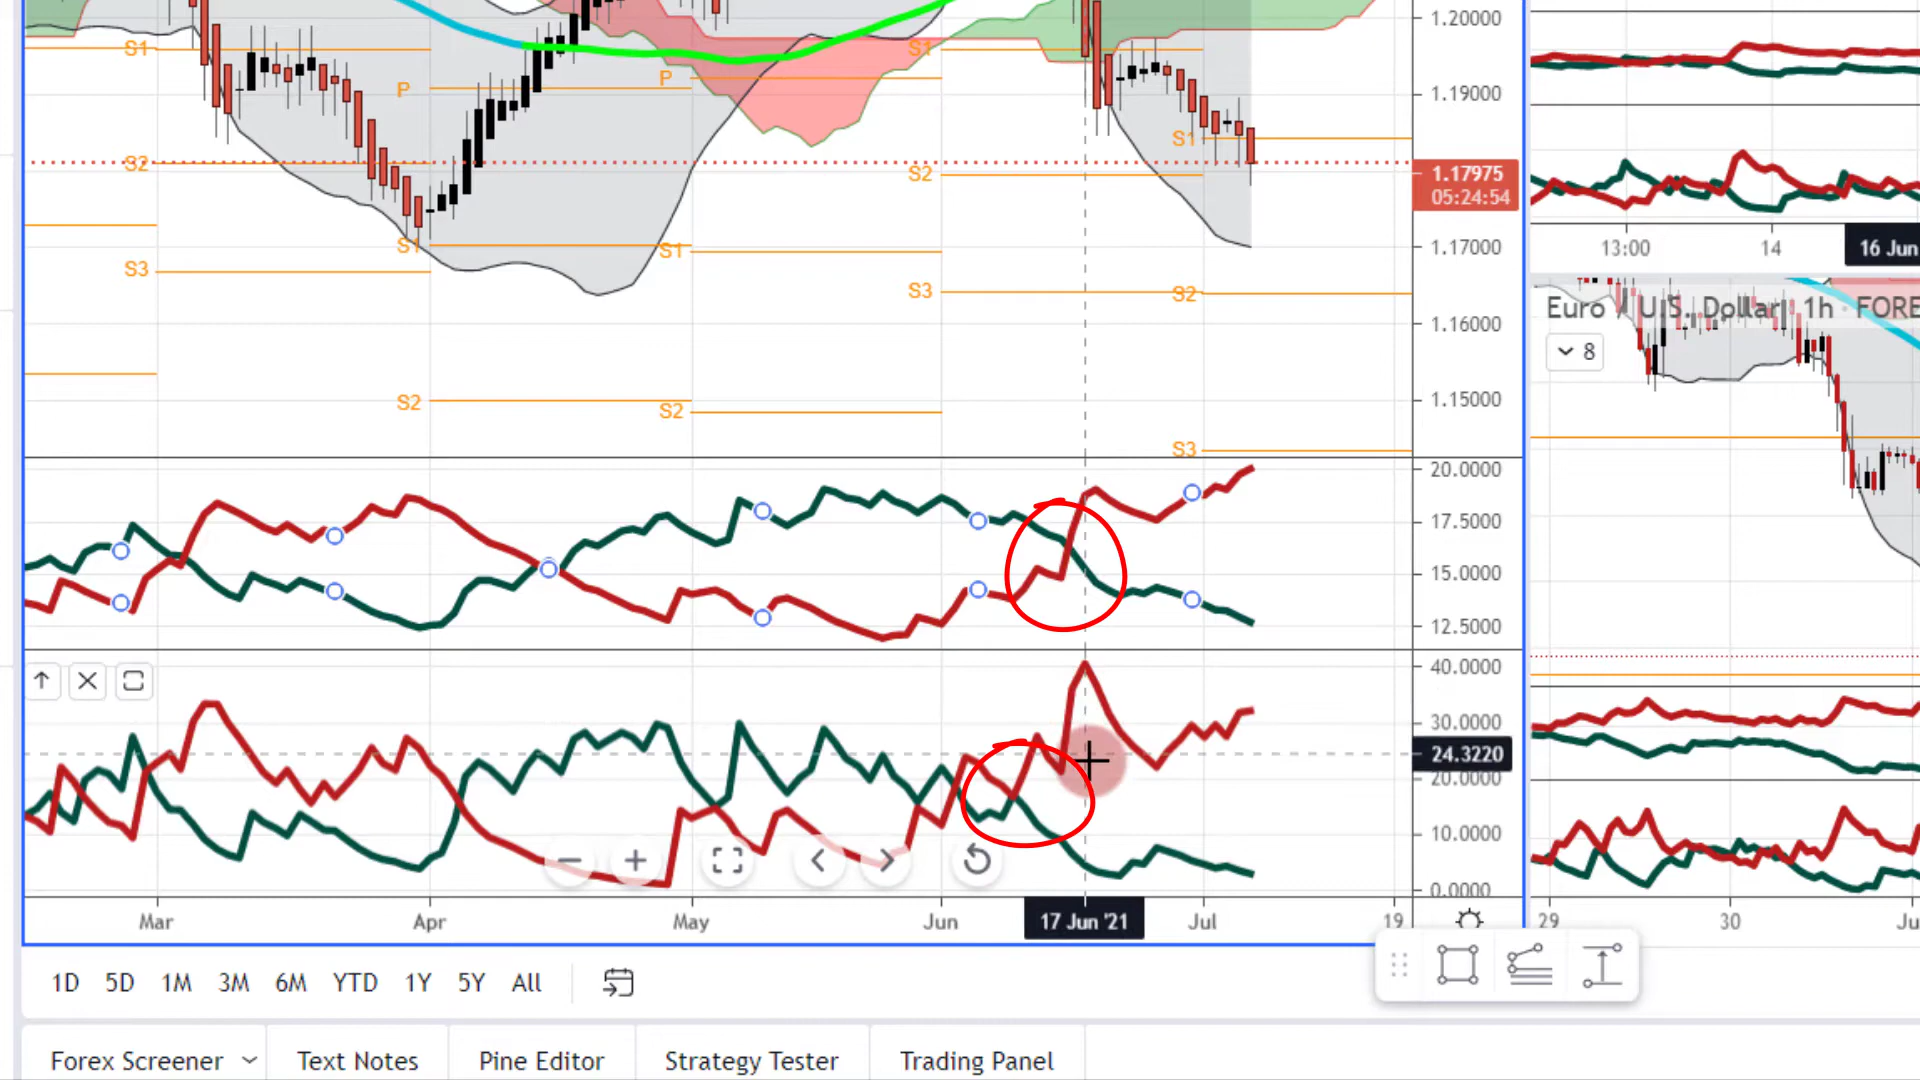 1.20000
S1
S1
P
P
1.19000
S1
S2
S2
1.17975
05:24:54
S1
S1
1.17000
S3
S3
S2
1.16000
S2
S2
1.15000
S3
13:00
14
16 Jun
Euro / U.S. Dollar 1h · FORE
8
20.0000
17.5000
15.0000
12.5000
40.0000
30.0000
24.3220
20.0000
10.0000
0.0000
Mar
Apr
May
Jun
17 Jun '21
Jul
19
29
30
Ju
1D
5D
1M
3M
6M
YTD
1Y
5Y
All
Forex Screener
Text Notes
Pine Editor
Strategy Tester
Trading Panel